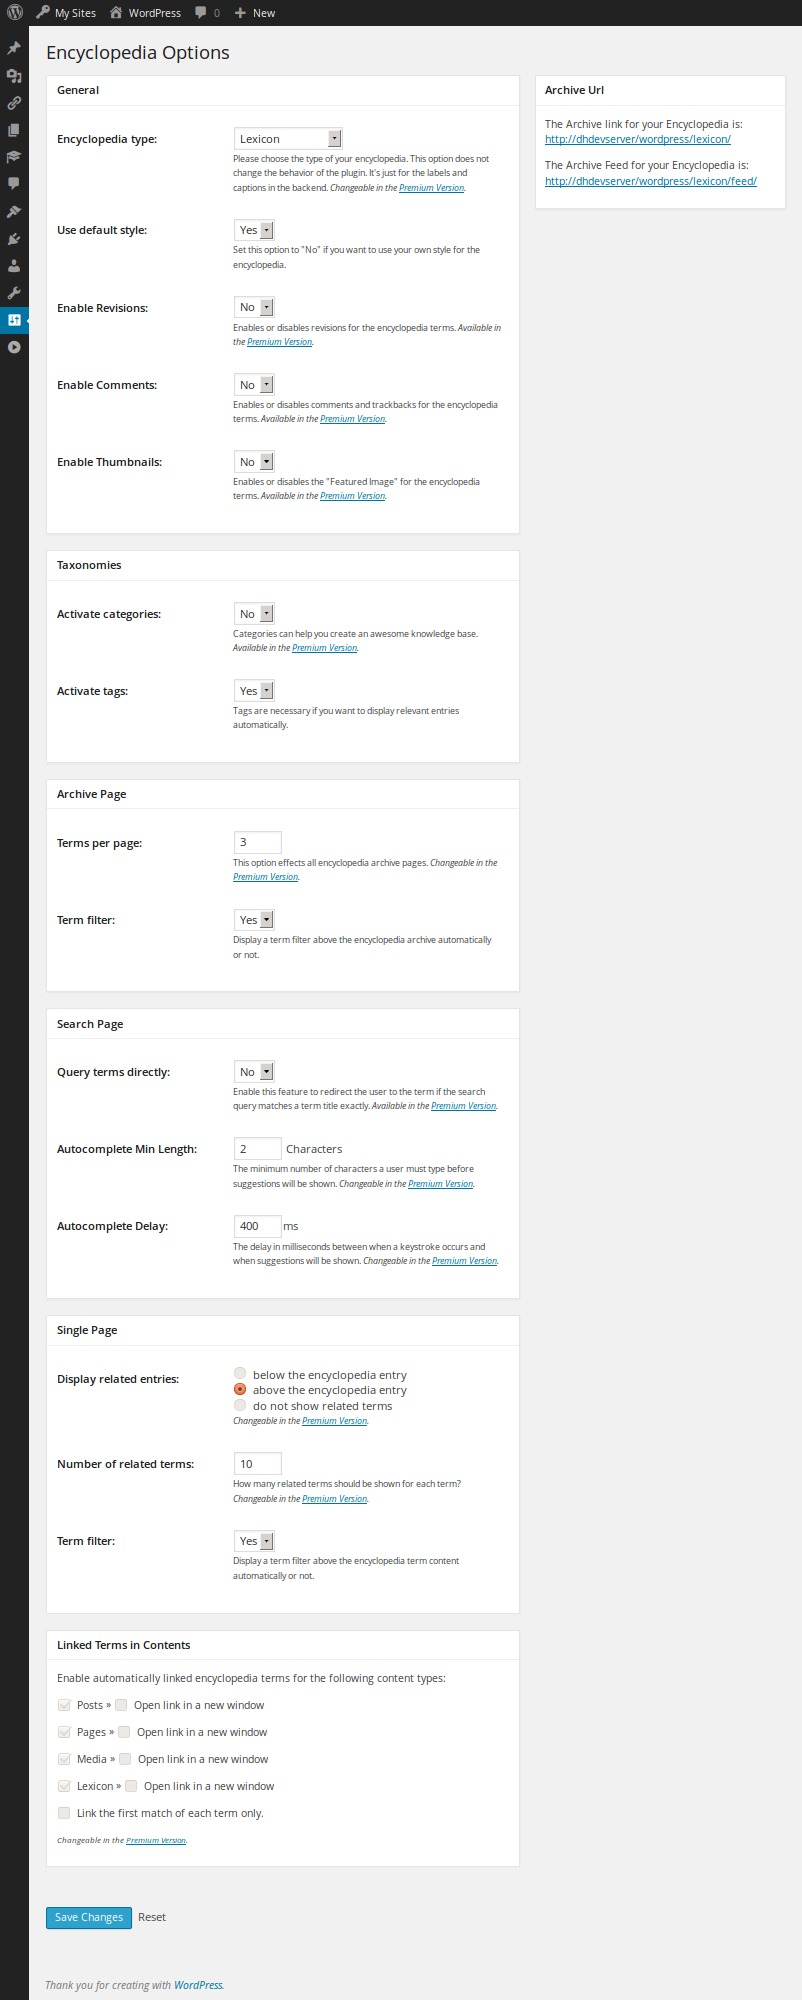 My Sites WordPress 0 New
Encyclopedia Options
General
Encyclopedia type: Lexicon
Please choose the type of your encyclopedia. This option does not
change the behavior of the plugin. It's just for the labels and
captions in the backend. Changeable in the Premium Version.
Use default style: Yes
Set this option to "No" if you want to use your own style for the
encyclopedia.
Enable Revisions: No
Enables or disables revisions for the encyclopedia terms. Available in
the Premium Version.
Enable Comments: No
Enables or disables comments and trackbacks for the encyclopedia
terms. Available in the Premium Version.
Enable Thumbnails: No
Enables or disables the "Featured Image" for the encyclopedia
terms. Available in the Premium Version.
Taxonomies
Activate categories: No
Categories can help you create an awesome knowledge base.
Available in the Premium Version.
Activate tags: Yes
Tags are necessary if you want to display relevant entries
automatically.
Archive Page
Terms per page: 3
This option effects all encyclopedia archive pages. Changeable in the
Premium Version.
Term filter: Yes
Display a term filter above the encyclopedia archive automatically
or not.
Search Page
Query terms directly: No
Enable this feature to redirect the user to the term if the search
query matches a term title exactly. Available in the Premium Version.
Autocomplete Min Length: 2 Characters
The minimum number of characters a user must type before
suggestions will be shown. Changeable in the Premium Version.
Autocomplete Delay: 400 ms
The delay in milliseconds between when a keystroke occurs and
when suggestions will be shown. Changeable in the Premium Version.
Single Page
Display related entries: below the encyclopedia entry
above the encyclopedia entry
do not show related terms
Changeable in the Premium Version.
Number of related terms: 10
How many related terms should be shown for each term?
Changeable in the Premium Version.
Term filter: Yes
Display a term filter above the encyclopedia term content
automatically or not.
Linked Terms in Contents
Enable automatically linked encyclopedia terms for the following content types:
Posts » Open link in a new window
Pages » Open link in a new window
Media » Open link in a new window
Lexicon » Open link in a new window
Link the first match of each term only.
Changeable in the Premium Version.
Save Changes Reset
Thank you for creating with WordPress.
Archive Url
The Archive link for your Encyclopedia is:
http://dhdevserver/wordpress/lexicon/
The Archive Feed for your Encyclopedia is:
http://dhdevserver/wordpress/lexicon/feed/